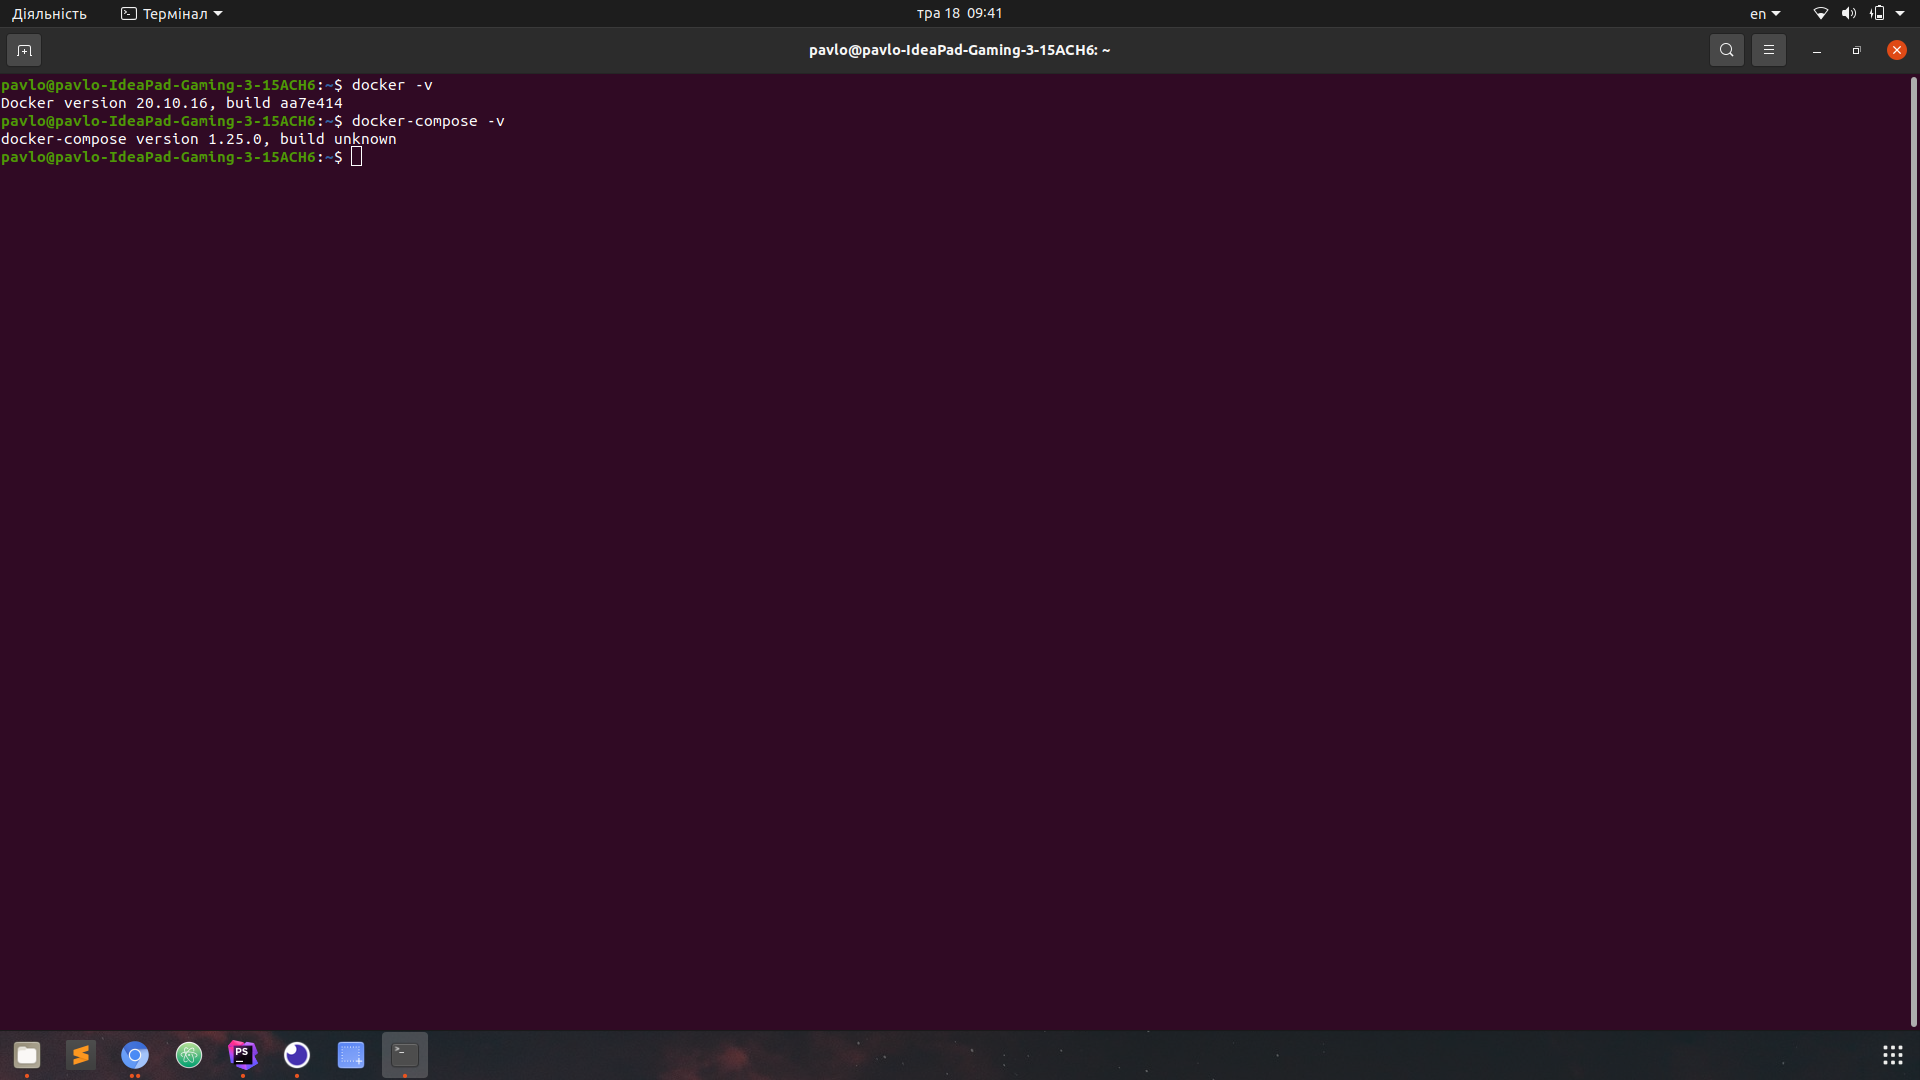 Діяльність Термінал тра 18 09:41 en
pavlo@pavlo-IdeaPad-Gaming-3-15ACH6: ~
pavlo@pavlo-IdeaPad-Gaming-3-15ACH6:~$ docker -v
Docker version 20.10.16, build aa7e414
pavlo@pavlo-IdeaPad-Gaming-3-15ACH6:~$ docker-compose -v
docker-compose version 1.25.0, build unknown
pavlo@pavlo-IdeaPad-Gaming-3-15ACH6:~$
PS